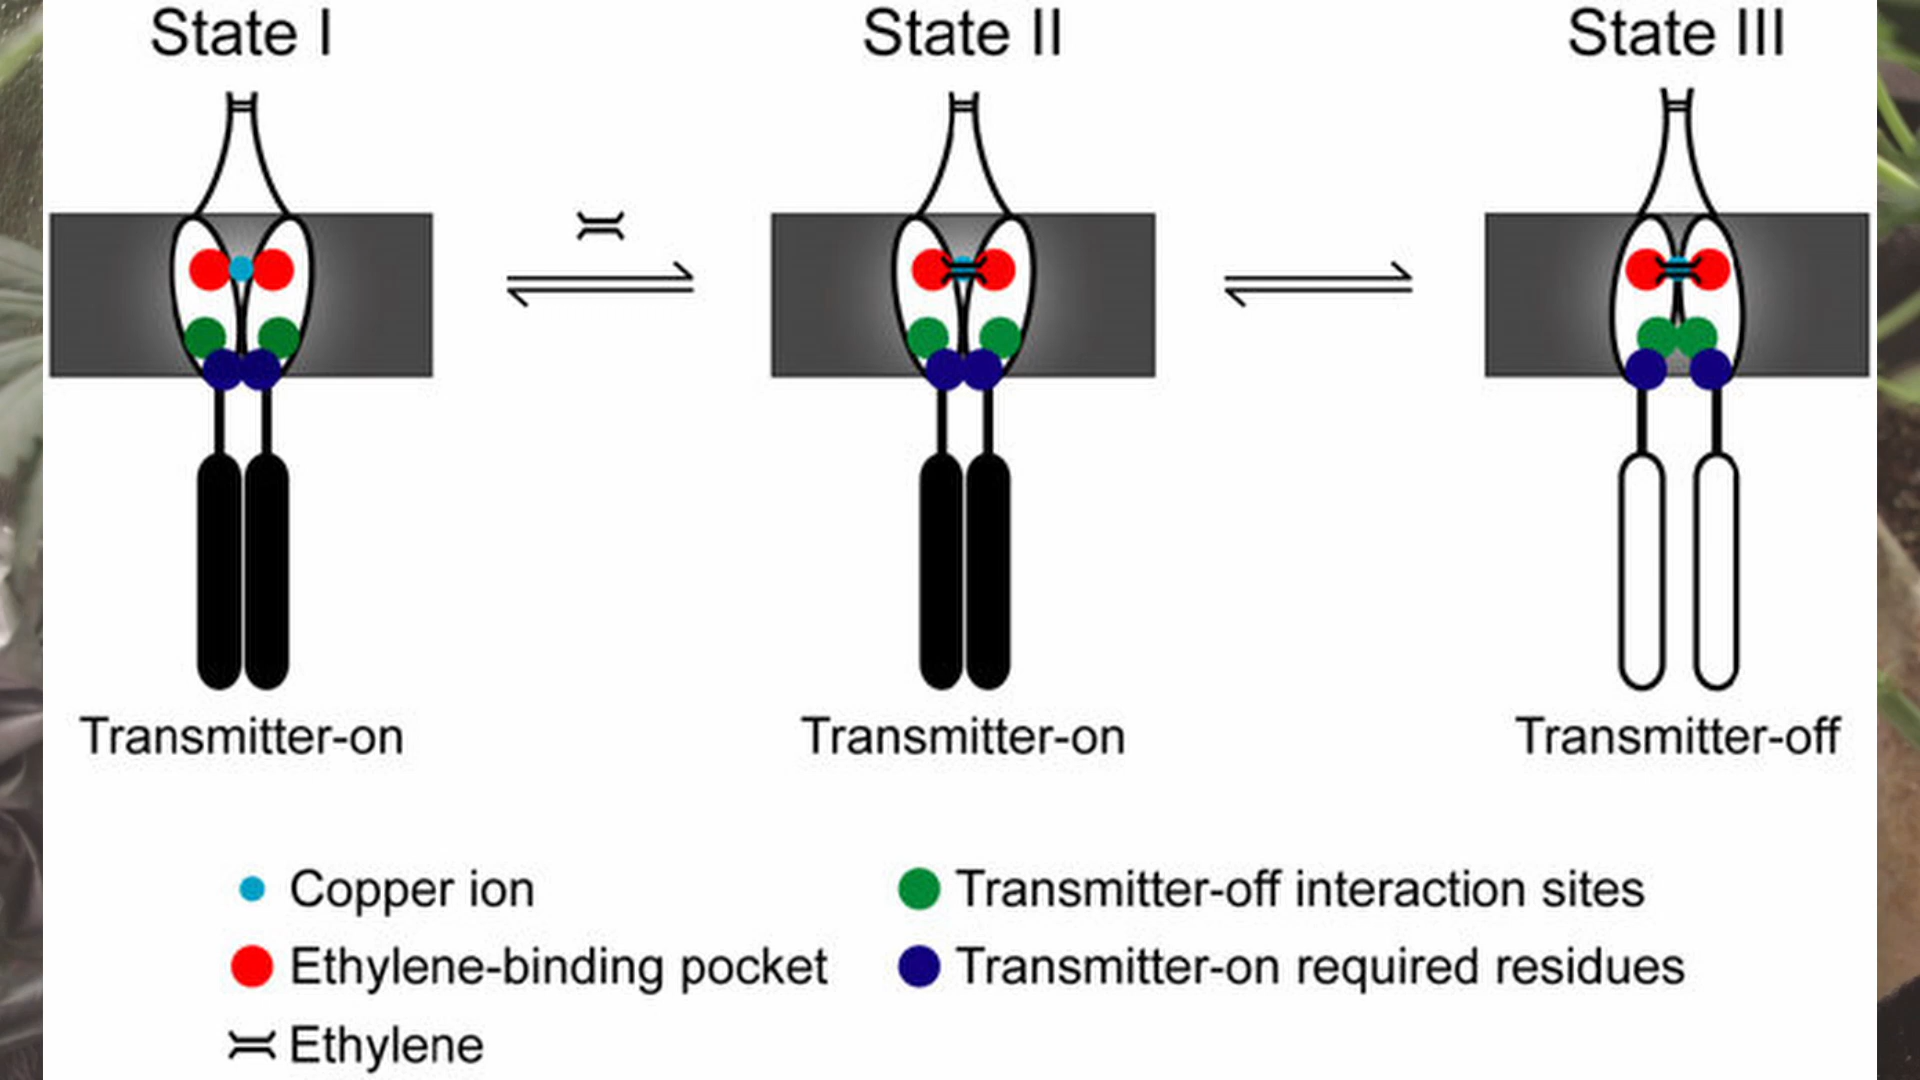 State I
State II
State III
Transmitter-on
Transmitter-on
Transmitter-off
Copper ion
Transmitter-off interaction sites
Ethylene-binding pocket
Transmitter-on required residues
Ethylene